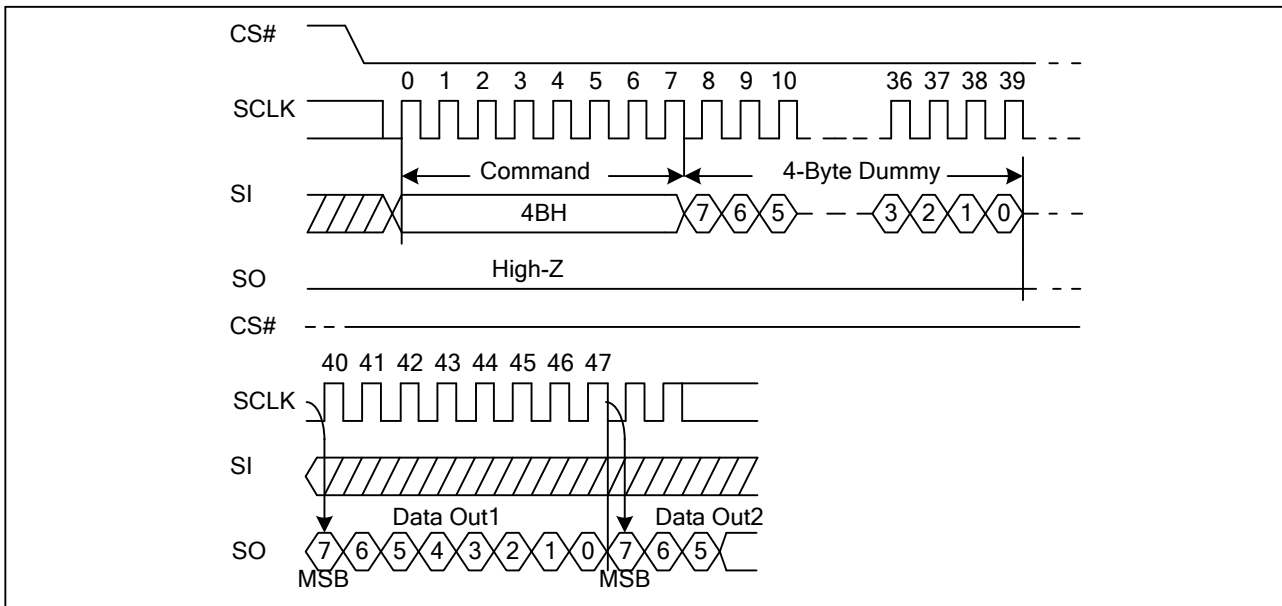 CS#
0 1 2 3 4 5 6 7 8 9 10 36 37 38 39
SCLK
Command 4-Byte Dummy
SI
4BH 7 6 5 3 2 1 0
High-Z
SO
CS#
40 41 42 43 44 45 46 47
SCLK
SI
Data Out1 Data Out2
SO 7 6 5 4 3 2 1 0 7 6 5
MSB MSB